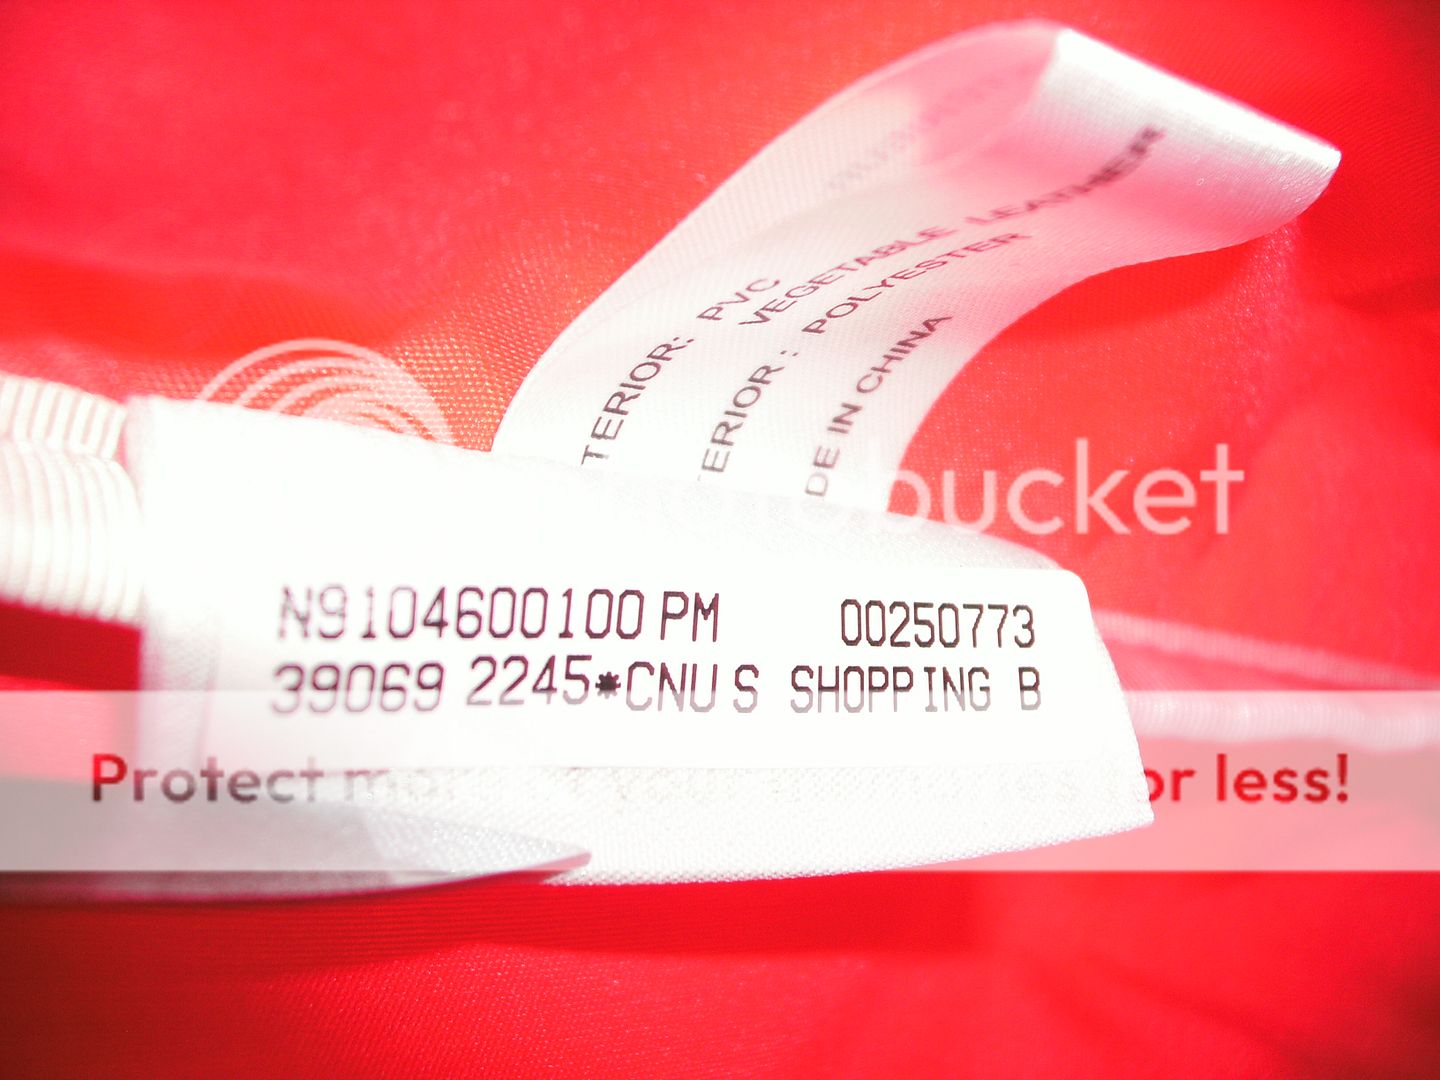 TERIOR: PVC
VEGETABLE LEATHER
ERIOR: POLYESTER
DE IN CHINA
bucket
N9104600100 PM 00250773
39069 2245*CNU S SHOPPING B
Protect or less!